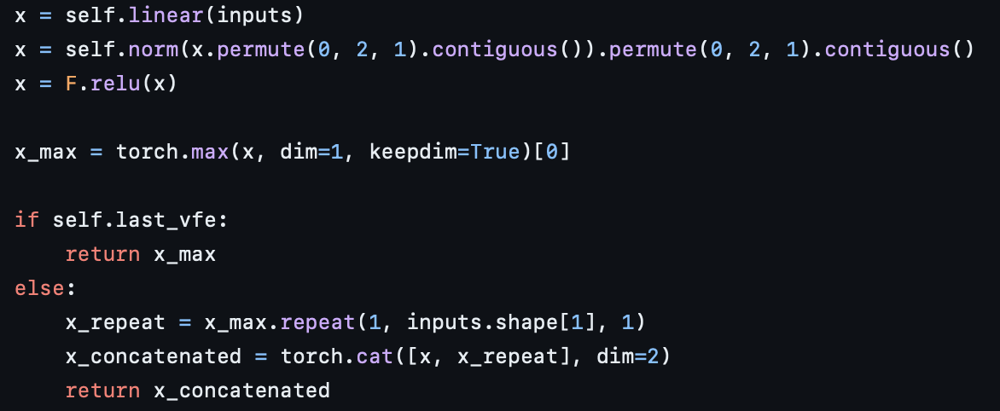 x = self.linear(inputs)
x = self.norm(x.permute(0, 2, 1).contiguous()).permute(0, 2, 1).contiguous()
x = F.relu(x)

x_max = torch.max(x, dim=1, keepdim=True)[0]

if self.last_vfe:
    return x_max
else:
    x_repeat = x_max.repeat(1, inputs.shape[1], 1)
    x_concatenated = torch.cat([x, x_repeat], dim=2)
    return x_concatenated